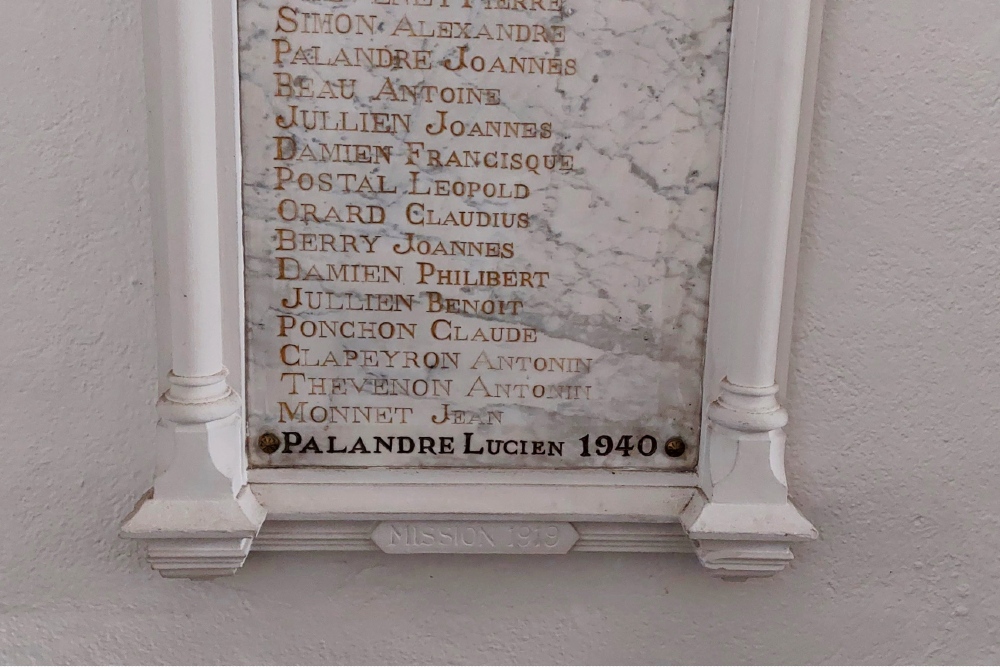 PIERRE
SIMON ALEXANDRE
PALANDRE JOANNES
BEAU ANTOINE
JULLIEN JOANNES
DAMIEN FRANCISQUE
POSTAL LEOPOLD
ORARD CLAUDIUS
BERRY JOANNES
DAMIEN PHILIBERT
JULLIEN BENOIT
PONCHON CLAUDE
CLAPEYRON ANTONIN
THEVENON ANTONIN
MONNET JEAN
PALANDRE LUCIEN 1940
MISSION 1919